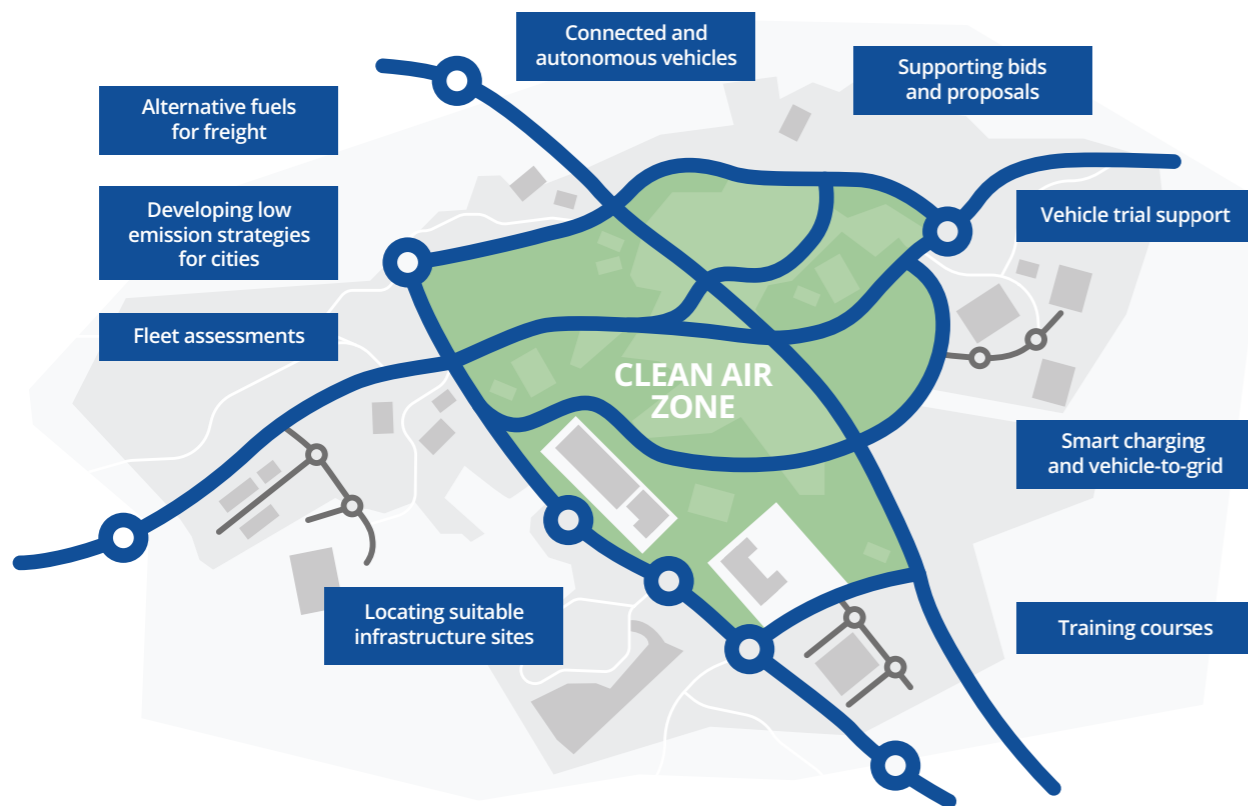 Connected and
autonomous vehicles
Supporting bids
and proposals
Alternative fuels
for freight
Developing low
emission strategies
for cities
Vehicle trial support
Fleet assessments
CLEAN AIR
ZONE
Smart charging
and vehicle-to-grid
Locating suitable
infrastructure sites
Training courses